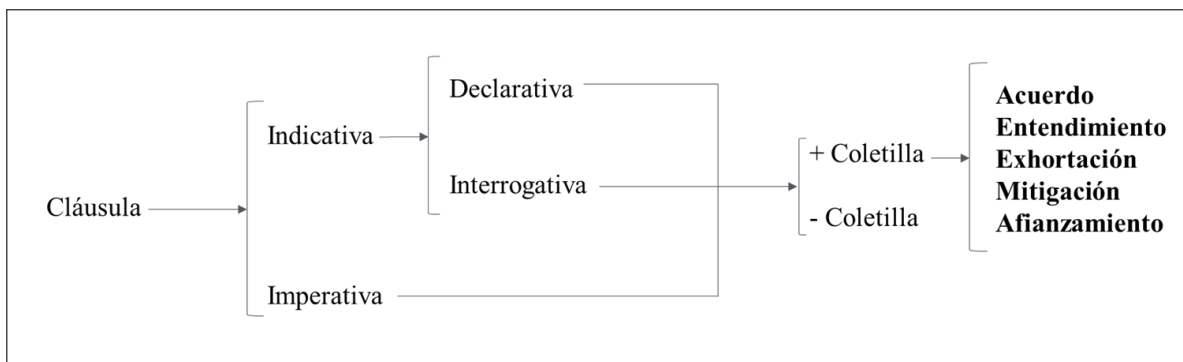 Cláusula
Indicativa
Imperativa
Declarativa
Interrogativa
+ Coletilla
- Coletilla
Acuerdo
Entendimiento
Exhortación
Mitigación
Afianzamiento